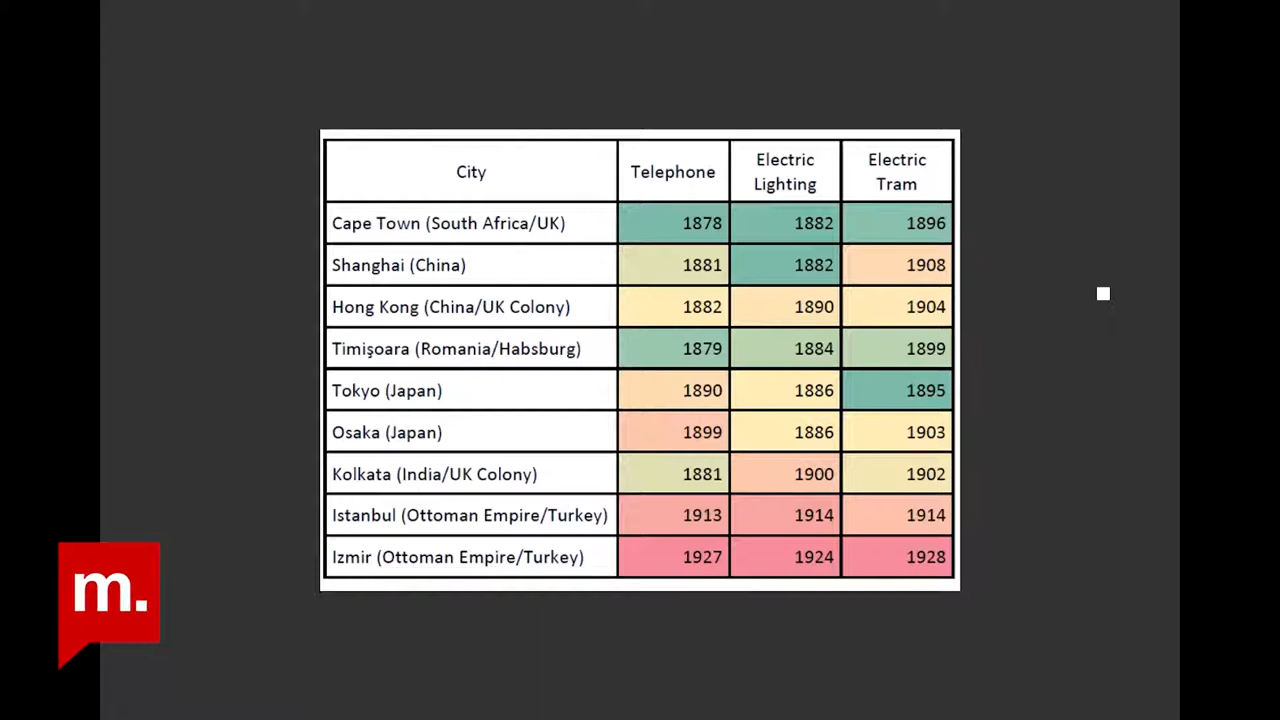 City Telephone Electric Lighting Electric Tram
Cape Town (South Africa/UK) 1878 1882 1896
Shanghai (China) 1881 1882 1908
Hong Kong (China/UK Colony) 1882 1890 1904
Timişoara (Romania/Habsburg) 1879 1884 1899
Tokyo (Japan) 1890 1886 1895
Osaka (Japan) 1899 1886 1903
Kolkata (India/UK Colony) 1881 1900 1902
Istanbul (Ottoman Empire/Turkey) 1913 1914 1914
Izmir (Ottoman Empire/Turkey) 1927 1924 1928
m.